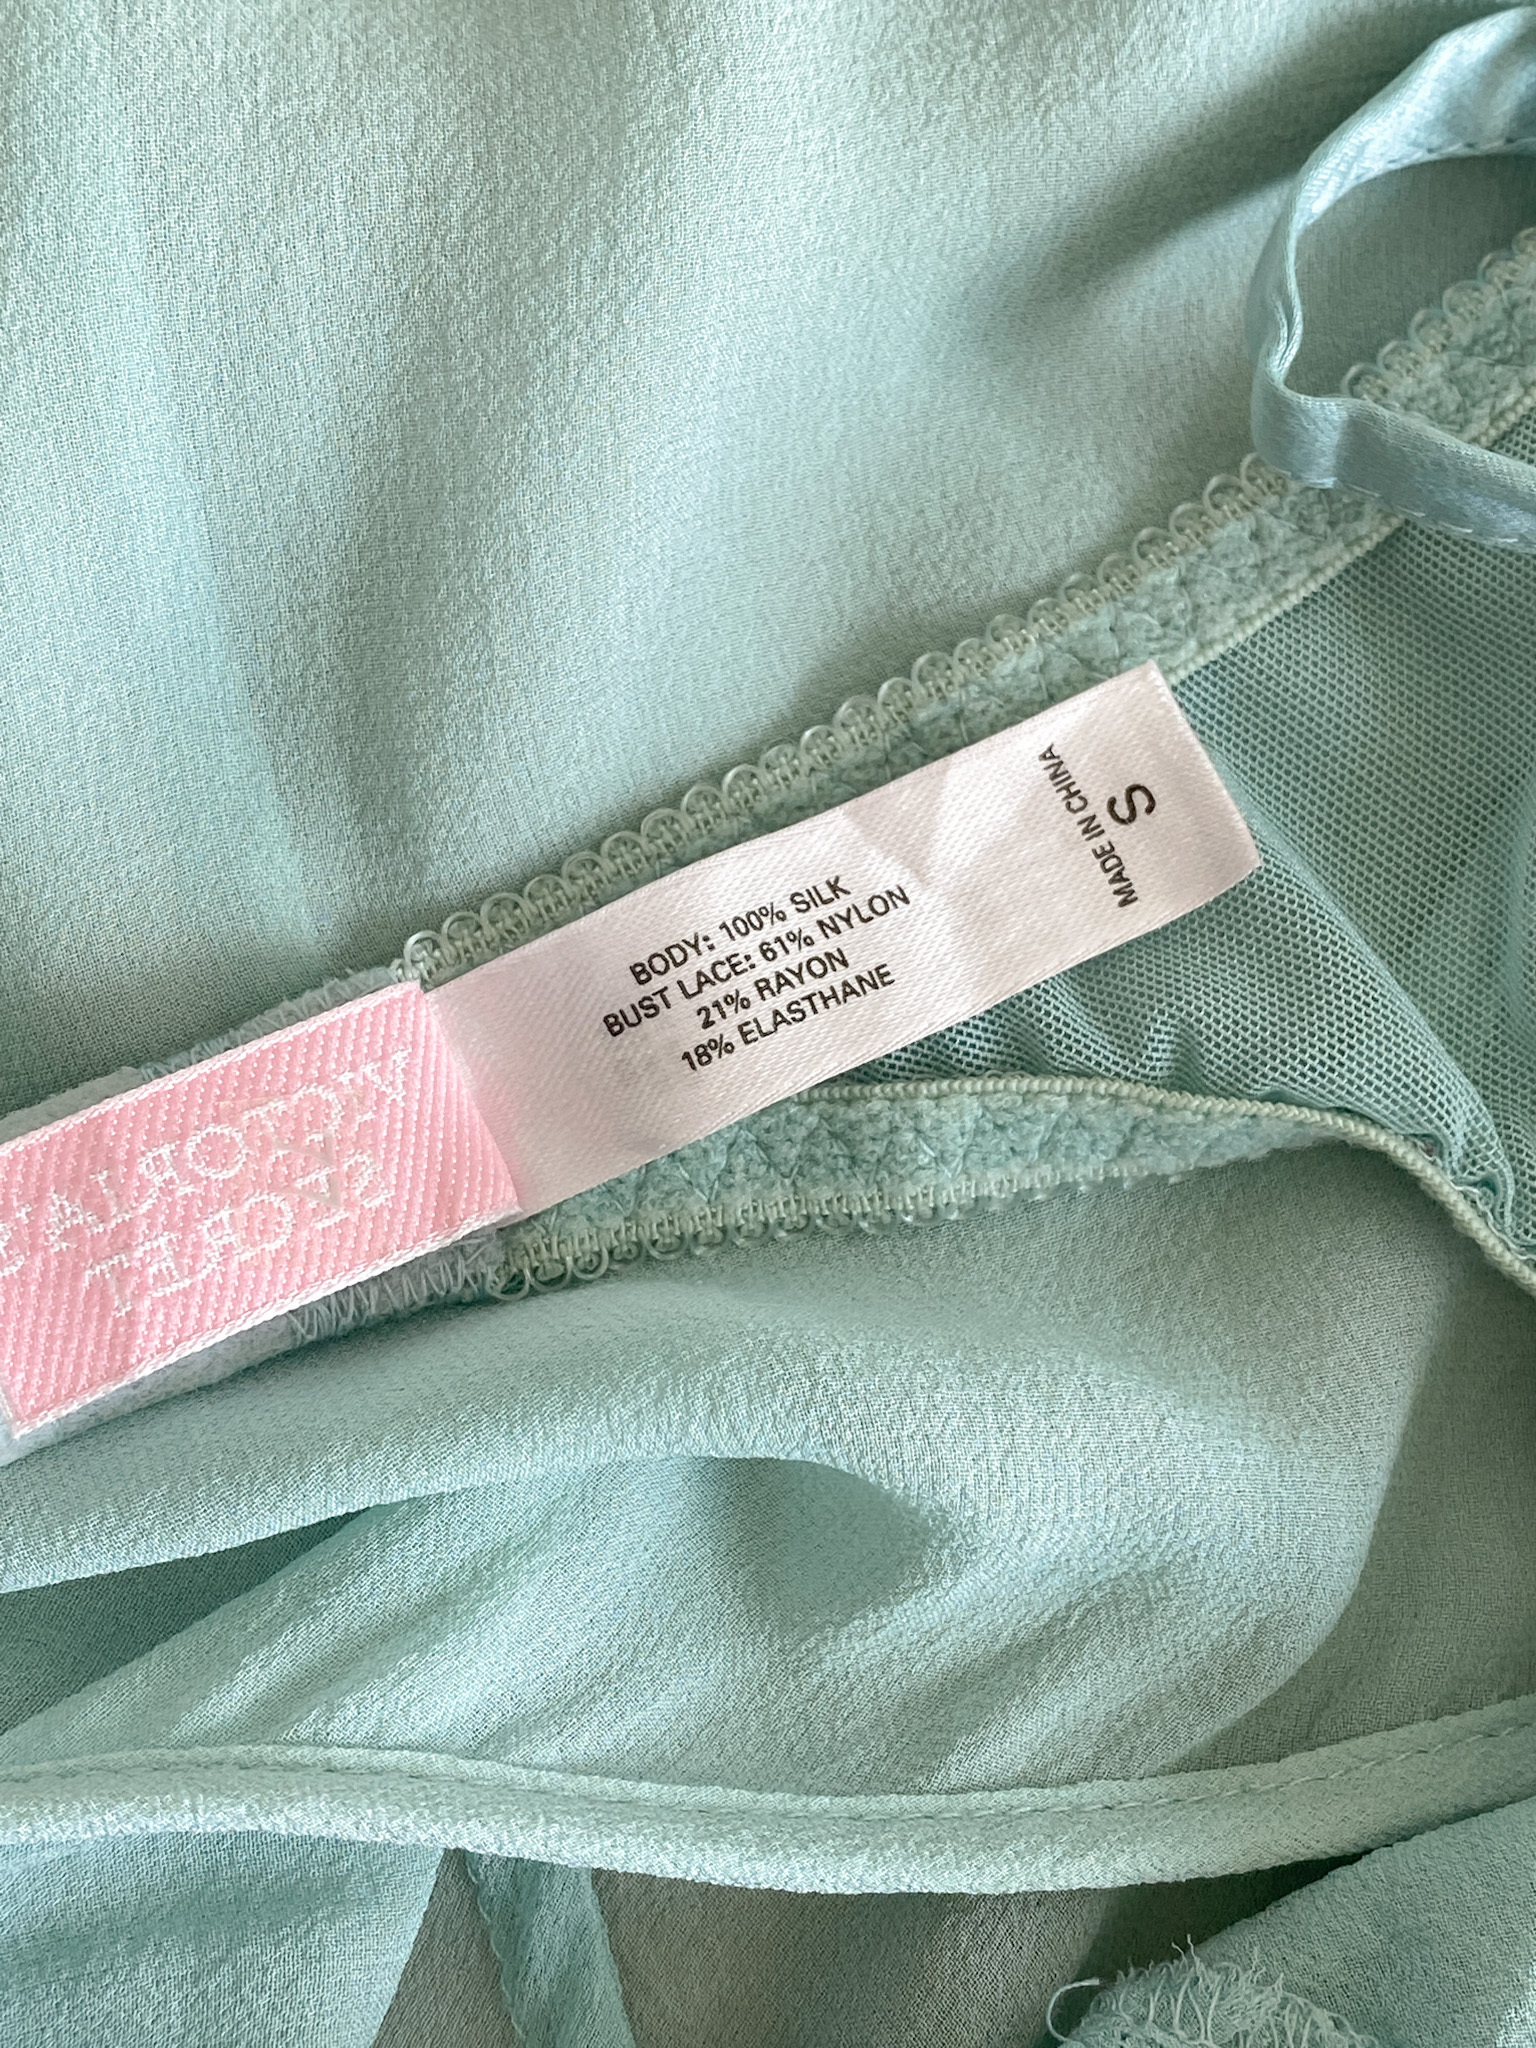 VICTORIA'S
V
SECRET
BODY: 100% SILK
BUST LACE: 61% NYLON
21% RAYON
18% ELASTHANE
S
MADE IN CHINA